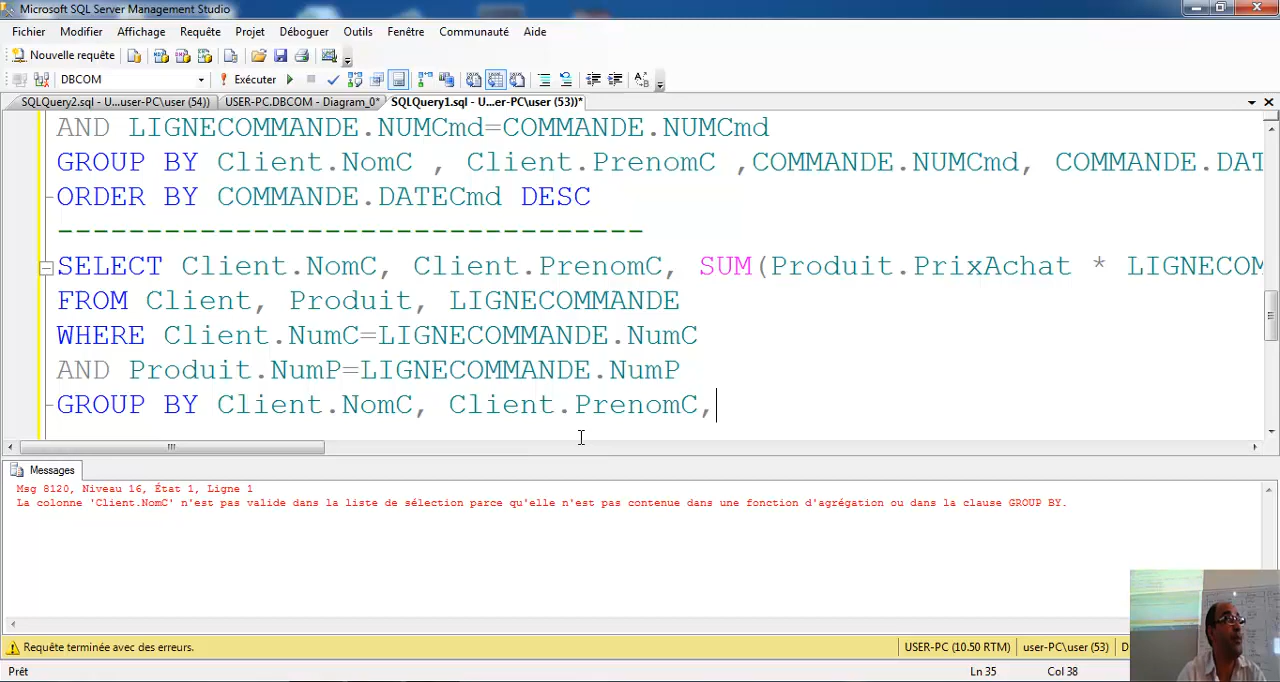 Microsoft SQL Server Management Studio
Fichier Modifier Affichage Requête Projet Déboguer Outils Fenêtre Communauté Aide
Nouvelle requête
DBCOM Exécuter
SQLQuery2.sql - U...user-PC\user (54)) USER-PC.DBCOM - Diagram_0* SQLQuery1.sql - U...er-PC\user (53))*
AND LIGNECOMMANDE.NUMCmd=COMMANDE.NUMCmd
GROUP BY Client.NomC , Client.PrenomC ,COMMANDE.NUMCmd, COMMANDE.DAT
ORDER BY COMMANDE.DATECmd DESC
---------------------------------
SELECT Client.NomC, Client.PrenomC, SUM(Produit.PrixAchat * LIGNECOM
FROM Client, Produit, LIGNECOMMANDE
WHERE Client.NumC=LIGNECOMMANDE.NumC
AND Produit.NumP=LIGNECOMMANDE.NumP
GROUP BY Client.NomC, Client.PrenomC,
Messages
Msg 8120, Niveau 16, État 1, Ligne 1
La colonne 'Client.NomC' n'est pas valide dans la liste de sélection parce qu'elle n'est pas contenue dans une fonction d'agrégation ou dans la clause GROUP BY.
Requête terminée avec des erreurs. USER-PC (10.50 RTM) user-PC\user (53) D
Prêt Ln 35 Col 38